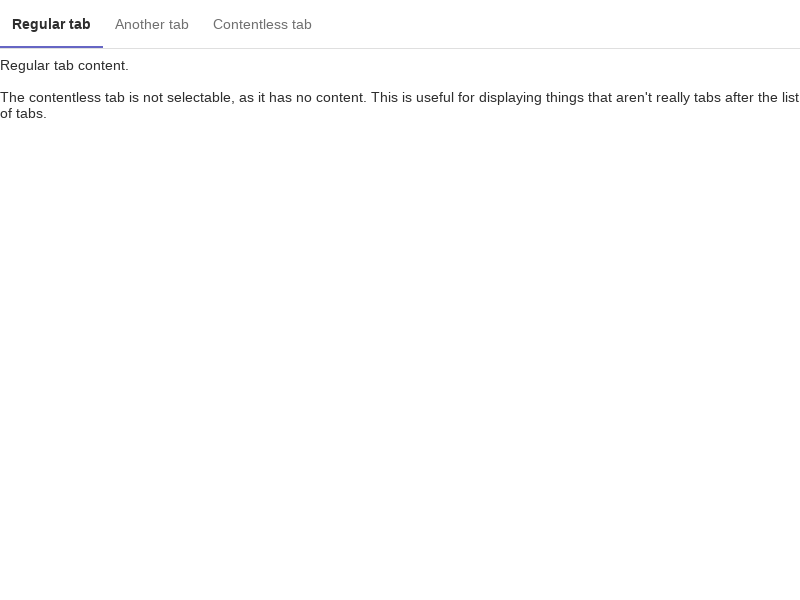 Regular tab
Another tab
Contentless tab
Regular tab content.
The contentless tab is not selectable, as it has no content. This is useful for displaying things that aren't really tabs after the list
of tabs.